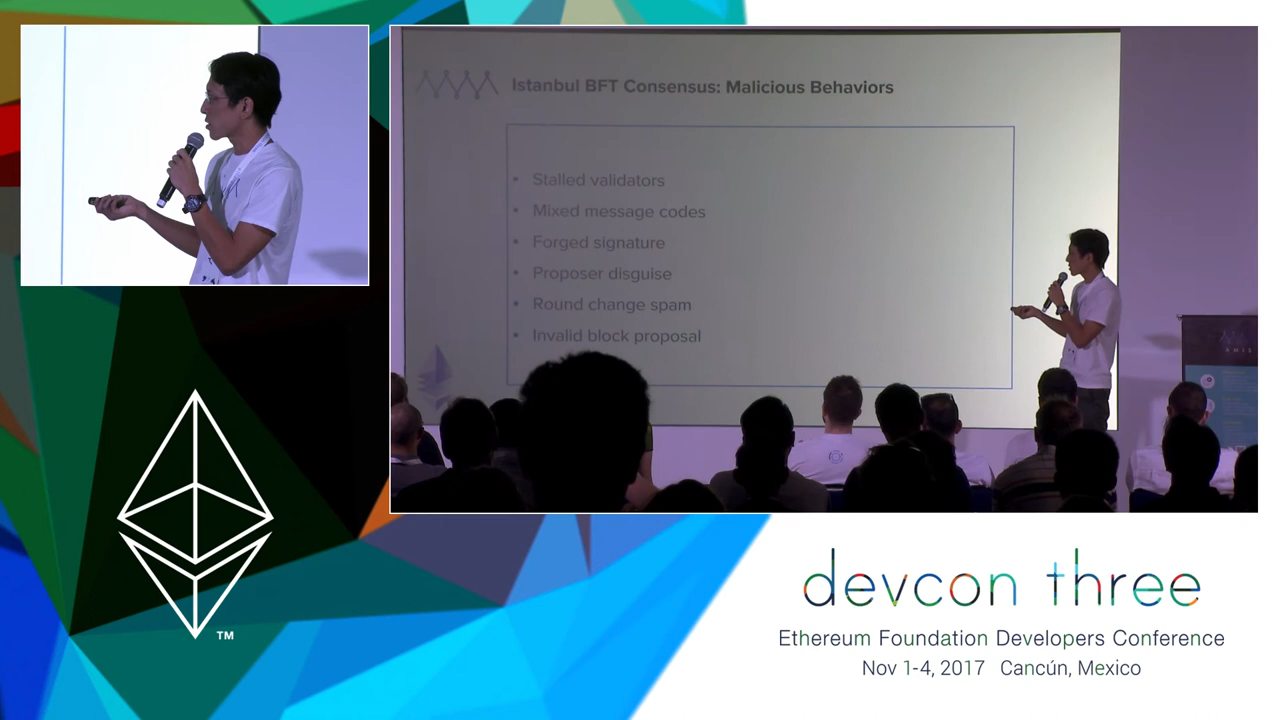 Istanbul BFT Consensus: Malicious Behaviors
• Stalled validators
• Mixed message codes
• Forged signature
• Proposer disguise
• Round change spam
• Invalid block proposal
TM
devcon three
Ethereum Foundation Developers Conference
Nov 1-4, 2017 Cancún, Mexico